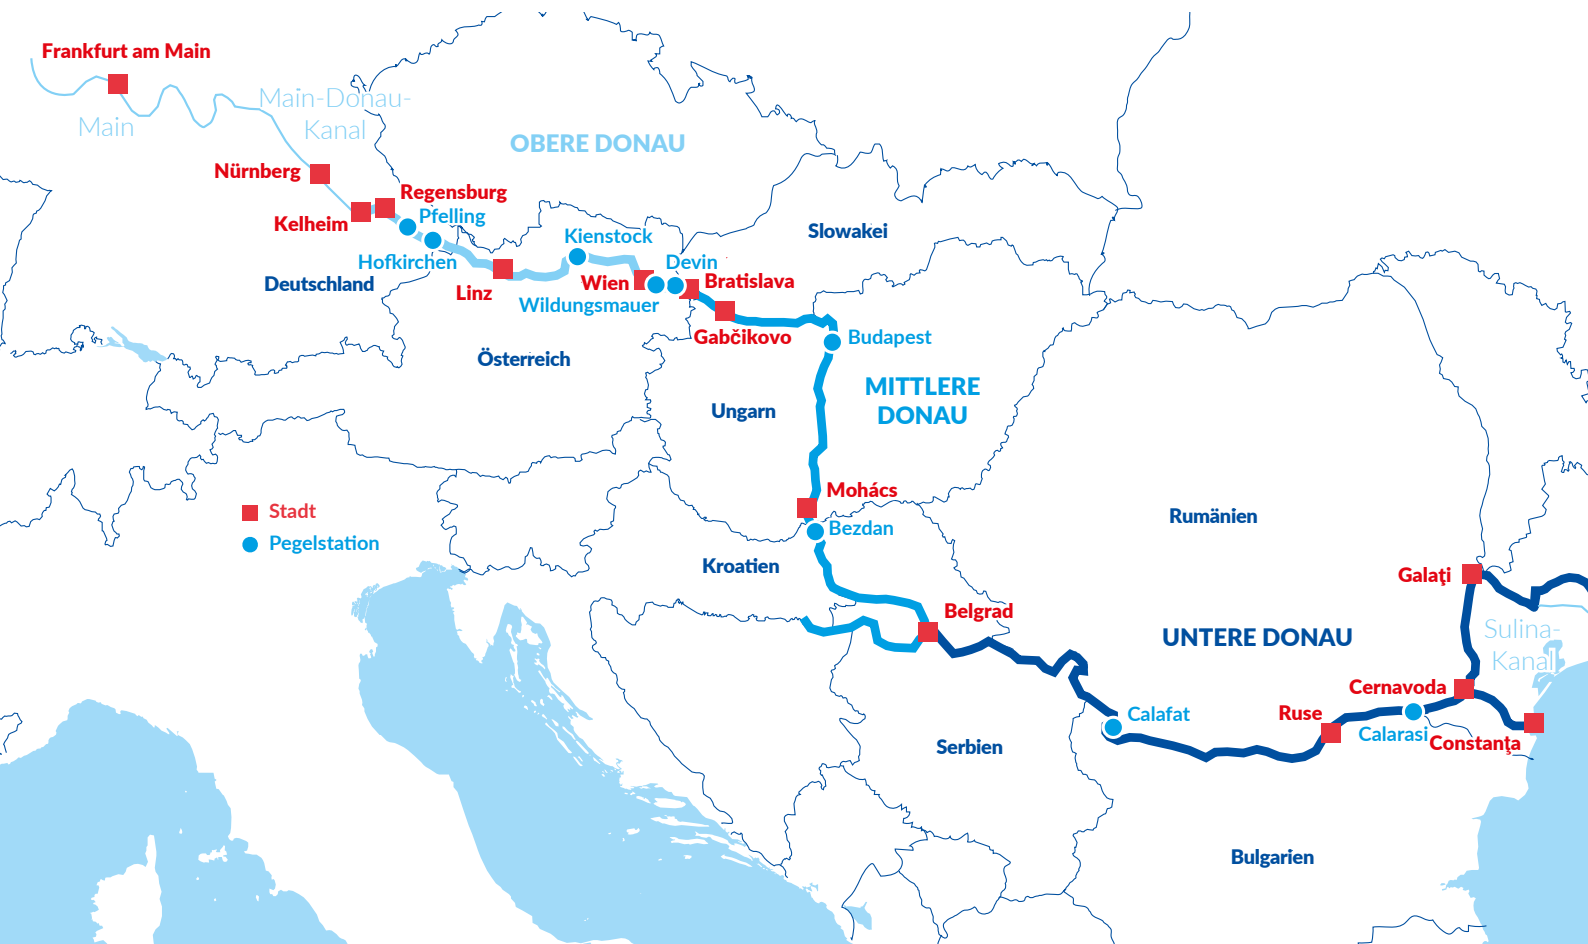 Frankfurt am Main
Main
Main-Donau-
Kanal
OBERE DONAU
Nürnberg
Regensburg
Pfelling
Kelheim
Hofkirchen
Deutschland
Linz
Kienstock
Wien
Devin
Wildungsmauer
Bratislava
Slowakei
Gabčikovo
Budapest
Österreich
Ungarn
MITTLERE
DONAU
Mohács
Bezdan
Stadt
Pegelstation
Kroatien
Rumänien
Belgrad
Galaţi
UNTERE DONAU
Sulina-
Kanal
Cernavoda
Calafat
Ruse
Calarasi
Constanţa
Serbien
Bulgarien